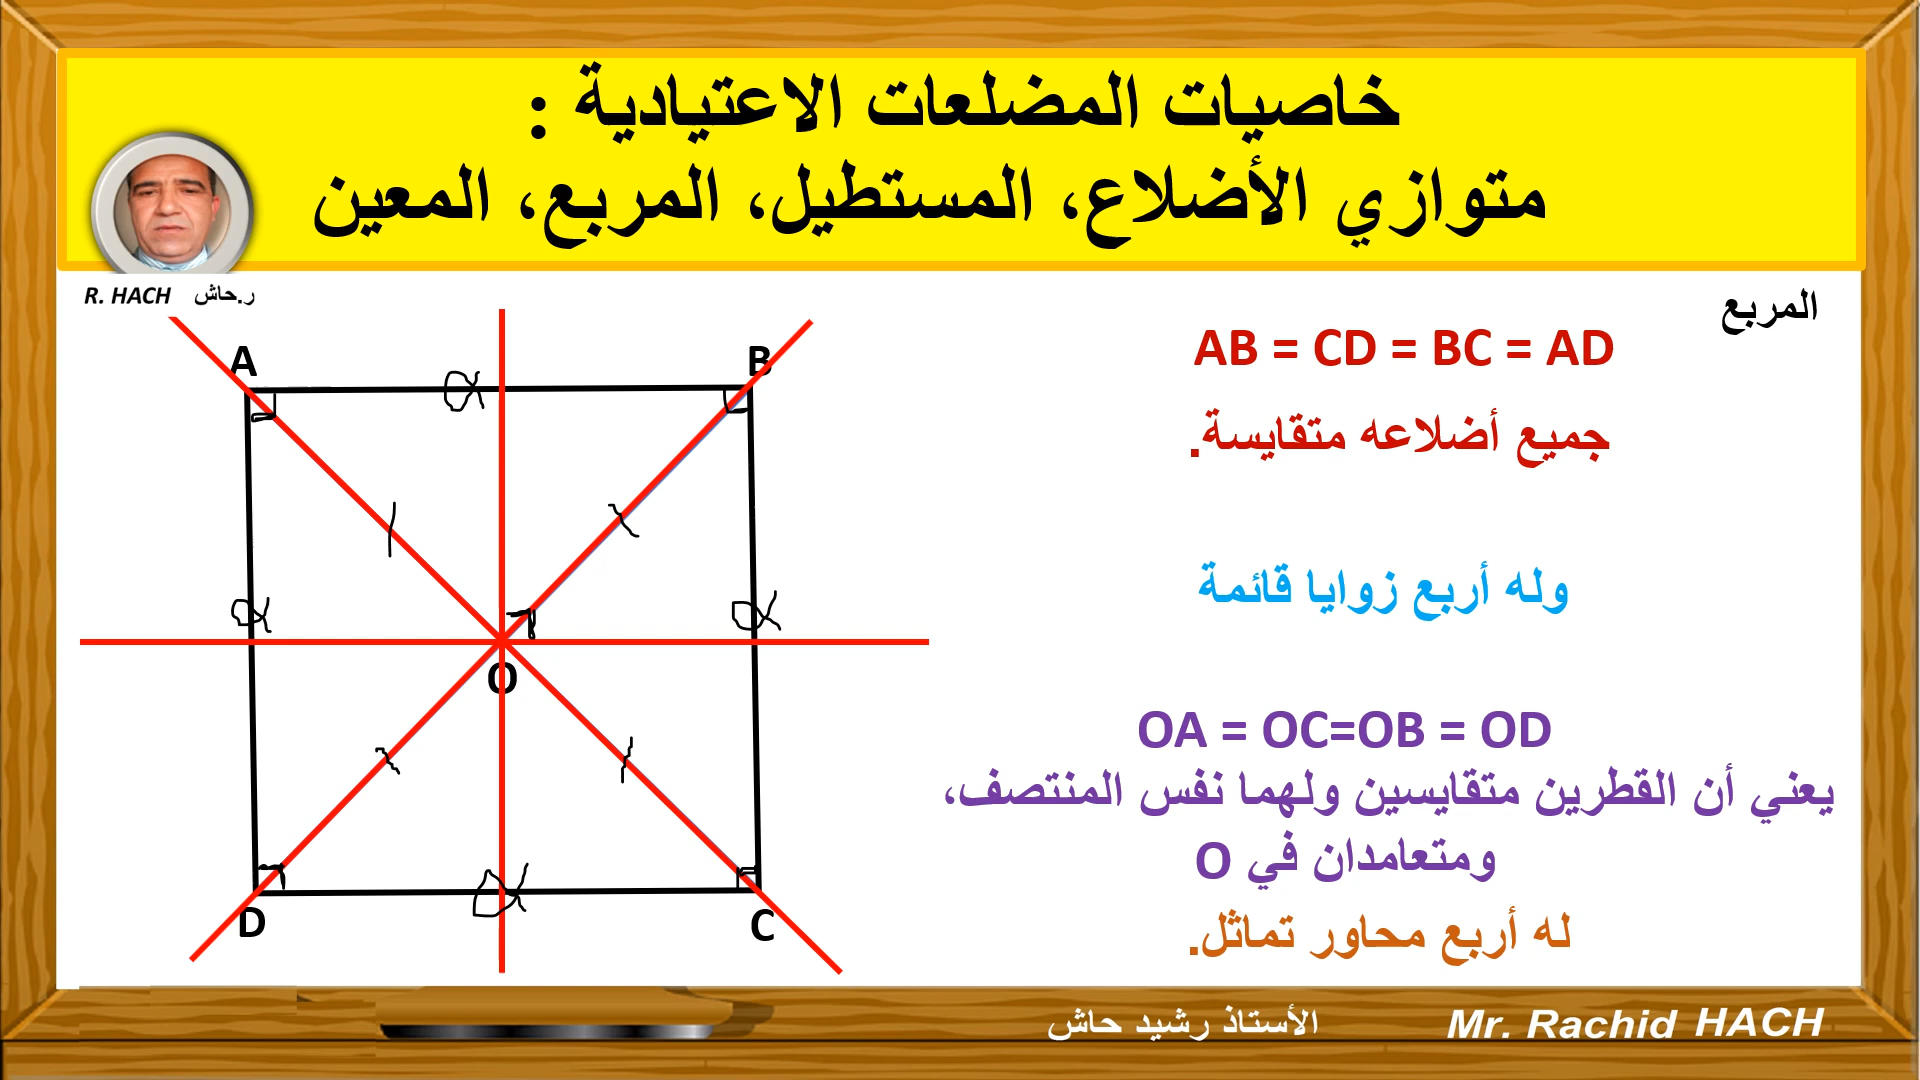 خاصيات المضلعات الاعتيادية :
متوازي الأضلاع، المستطيل، المربع، المعين
R. HACH ر.حاش
المربع
A
B
AB = CD = BC = AD
جميع أضلاعه متقايسة.
وله أربع زوايا قائمة
O
OA = OC=OB = OD
يعني أن القطرين متقايسين ولهما نفس المنتصف،
ومتعامدان في O
D
C
له أربع محاور تماثل.
الأستاذ رشيد حاش Mr. Rachid HACH